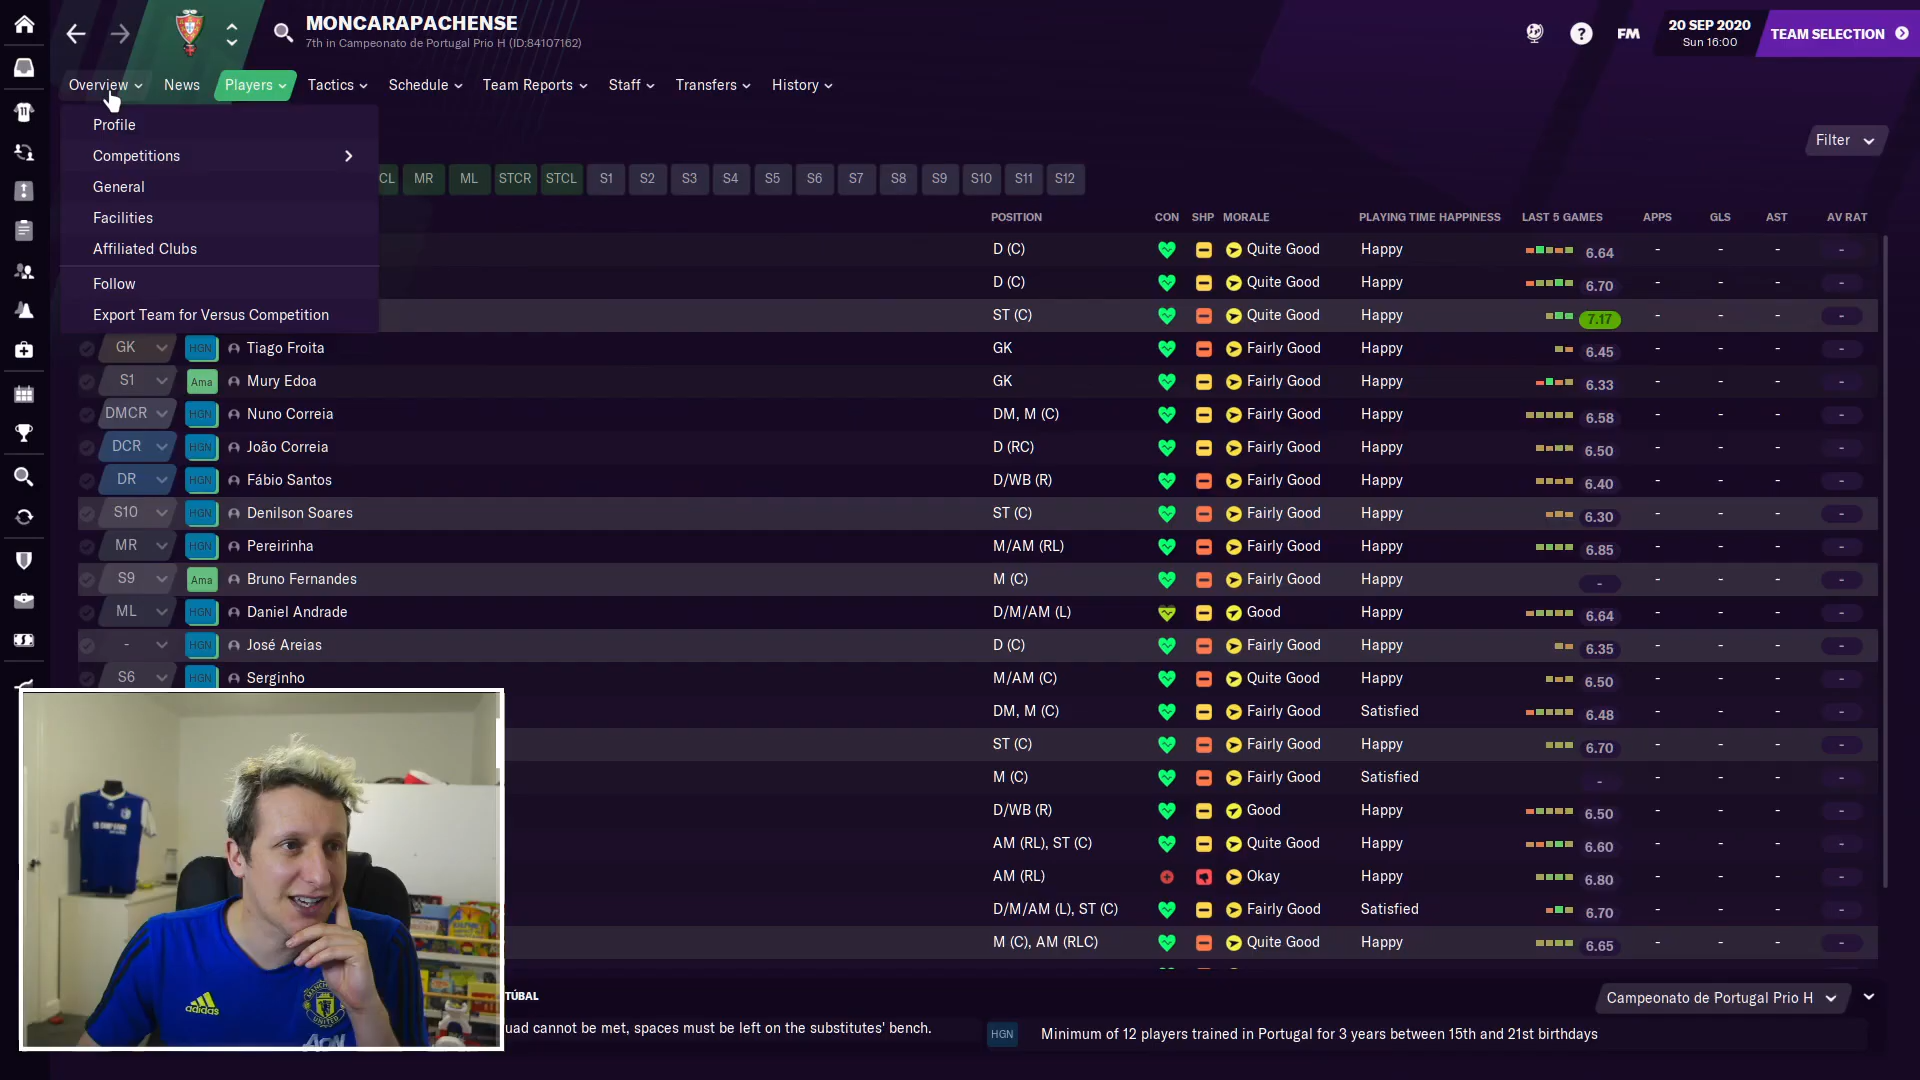 MONCARAPACHENSE
7th in Campeonato de Portugal Prio H (ID:84107162)
FM
20 SEP 2020
Sun 16:00
TEAM SELECTION
Overview News Players Tactics Schedule Team Reports Staff Transfers History
Profile
Competitions
General
Facilities
Affiliated Clubs
Follow
Export Team for Versus Competition
Filter
CL MR ML STCR STCL S1 S2 S3 S4 S5 S6 S7 S8 S9 S10 S11 S12
POSITION CON SHP MORALE PLAYING TIME HAPPINESS LAST 5 GAMES APPS GLS AST AV RAT
D (C) Quite Good Happy 6.64 - - - -
D (C) Quite Good Happy 6.70 - - - -
ST (C) Quite Good Happy 7.17 - - - -
GK HGN Tiago Froita GK Fairly Good Happy 6.45 - - - -
S1 Ama Mury Edoa GK Fairly Good Happy 6.33 - - - -
DMCR HGN Nuno Correia DM, M (C) Fairly Good Happy 6.58 - - - -
DCR HGN João Correia D (RC) Fairly Good Happy 6.50 - - - -
DR HGN Fábio Santos D/WB (R) Fairly Good Happy 6.40 - - - -
S10 HGN Denilson Soares ST (C) Fairly Good Happy 6.30 - - - -
MR HGN Pereirinha M/AM (RL) Fairly Good Happy 6.85 - - - -
S9 Ama Bruno Fernandes M (C) Fairly Good Happy - - - - -
ML HGN Daniel Andrade D/M/AM (L) Good Happy 6.64 - - - -
- HGN José Areias D (C) Fairly Good Happy 6.35 - - - -
S6 HGN Serginho M/AM (C) Quite Good Happy 6.50 - - - -
DM, M (C) Fairly Good Satisfied 6.48 - - - -
ST (C) Fairly Good Happy 6.70 - - - -
M (C) Fairly Good Satisfied - - - - -
D/WB (R) Good Happy 6.50 - - - -
AM (RL), ST (C) Quite Good Happy 6.60 - - - -
AM (RL) Okay Happy 6.80 - - - -
D/M/AM (L), ST (C) Fairly Good Satisfied 6.70 - - - -
M (C), AM (RLC) Quite Good Happy 6.65 - - - -
TÚBAL
Campeonato de Portugal Prio H
uad cannot be met, spaces must be left on the substitutes' bench.
HGN Minimum of 12 players trained in Portugal for 3 years between 15th and 21st birthdays
adidas
AON